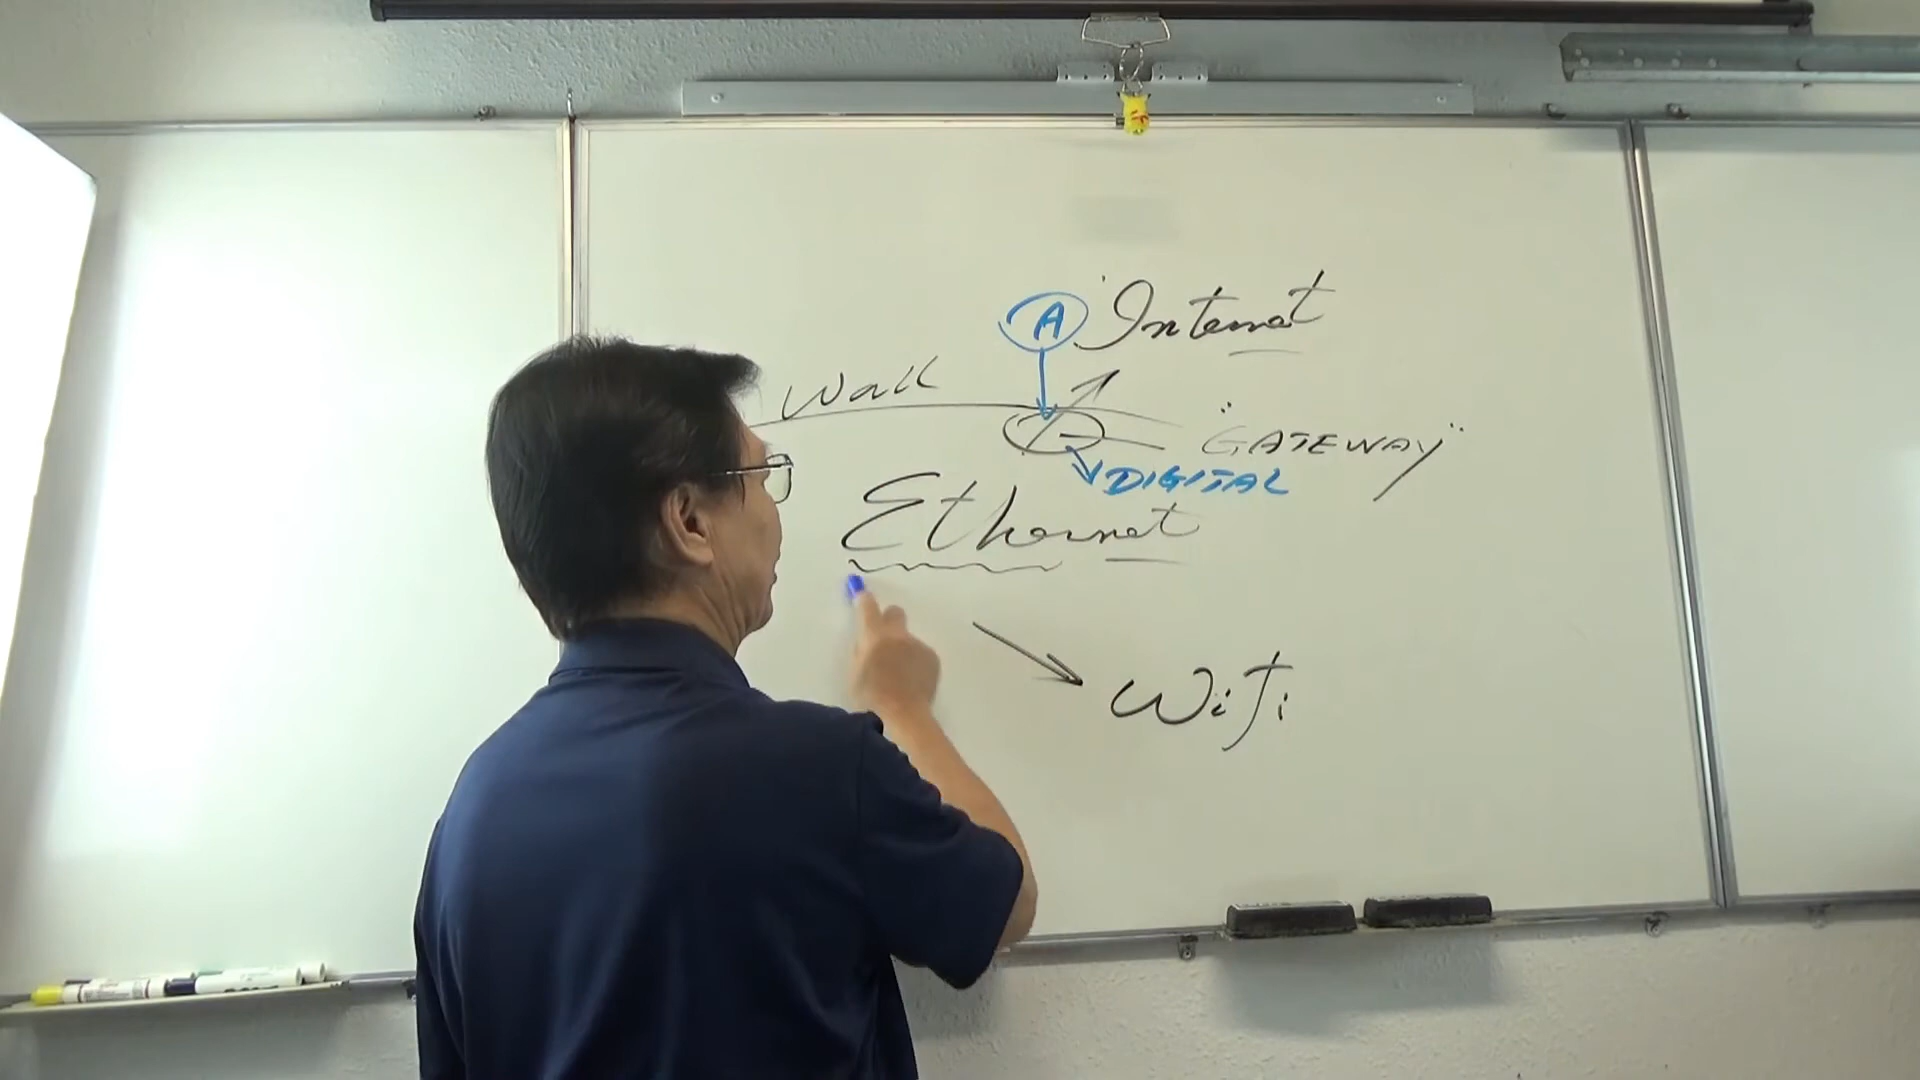 A Internet
Wall
"GATEWAY"
DIGITAL
Ethernet
WiFi